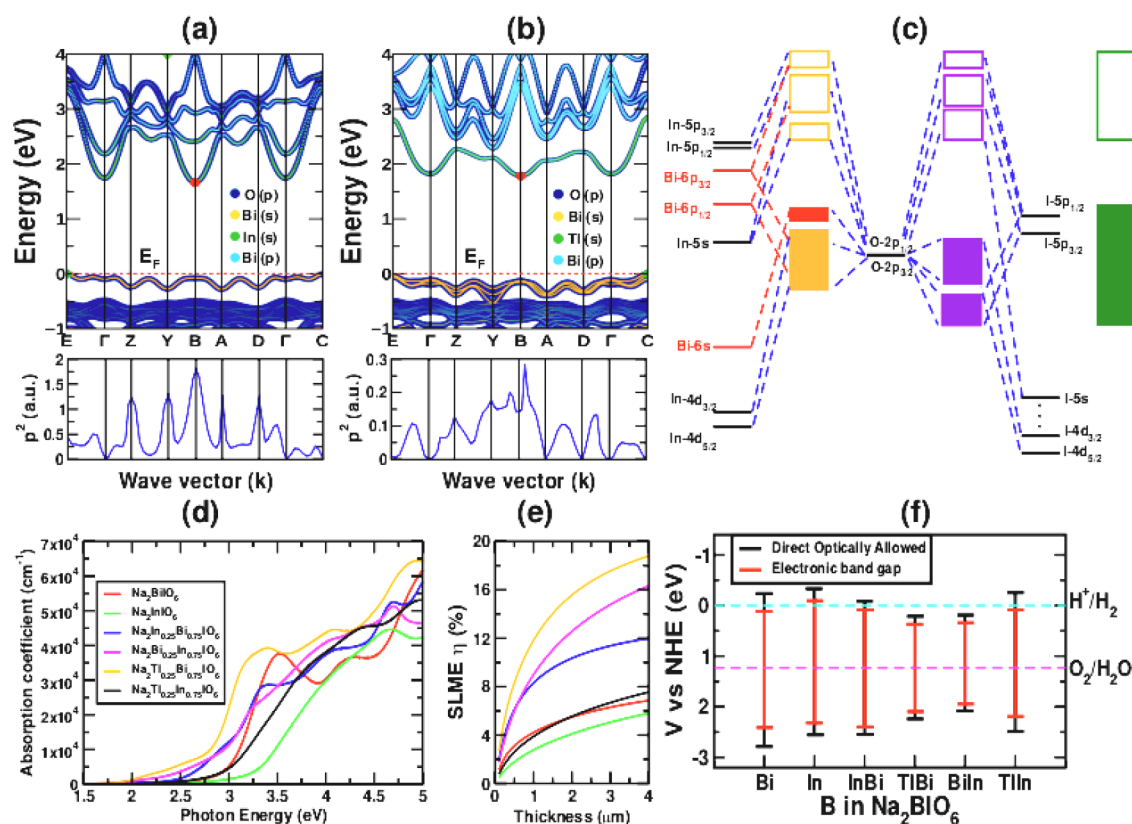 (a)
(b)
(c)
Energy (eV)
4
3
2
1
0
−1
O (p)
Bi (s)
In (s)
Bi (p)
E_F
E Γ Z Y B A D Γ C
p² (a.u.)
2
1.5
1
0.5
0
Wave vector (k)
Energy (eV)
4
3
2
1
0
−1
O (p)
Bi (s)
Tl (s)
Bi (p)
E_F
E Γ Z Y B A D Γ C
p² (a.u.)
0.3
0.2
0.1
0
Wave vector (k)
In-5p₃/₂
In-5p₁/₂
Bi-6p₃/₂
Bi-6p₁/₂
In-5s
Bi-6s
In-4d₃/₂
In-4d₅/₂
O-2p₁/₂
O-2p₃/₂
I-5p₁/₂
I-5p₃/₂
I-5s
I-4d₃/₂
I-4d₅/₂
(d)
(e)
(f)
Absorption coefficient (cm⁻¹)
7x10⁴
6x10⁴
5x10⁴
4x10⁴
3x10⁴
2x10⁴
1x10⁴
0
Na₂BiIO₆
Na₂InIO₆
Na₂In₀.₂₅Bi₀.₇₅IO₆
Na₂Bi₀.₂₅In₀.₇₅IO₆
Na₂Tl₀.₂₅Bi₀.₇₅IO₆
Na₂Tl₀.₂₅In₀.₇₅IO₆
1.5 2 2.5 3 3.5 4 4.5 5
Photon Energy (eV)
SLME η (%)
20
16
12
8
4
0
0 1 2 3 4
Thickness (μm)
V vs NHE (eV)
-1
0
1
2
-3
Direct Optically Allowed
Electronic band gap
H⁺/H₂
O₂/H₂O
Bi In InBi TlBi BiIn TlIn
B in Na₂BIO₆